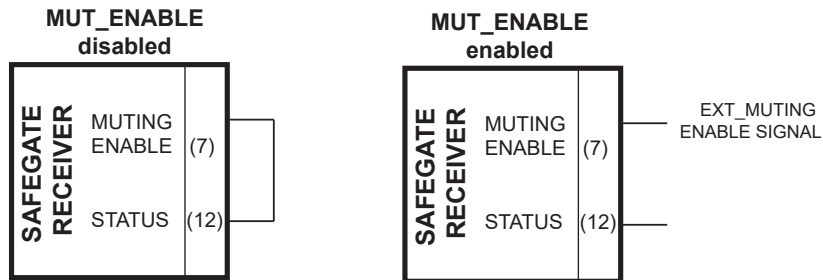 MUT_ENABLE
disabled
SAFEGATE
RECEIVER
MUTING
ENABLE
(7)
STATUS
(12)
MUT_ENABLE
enabled
SAFEGATE
RECEIVER
MUTING
ENABLE
(7)
STATUS
(12)
EXT_MUTING
ENABLE SIGNAL